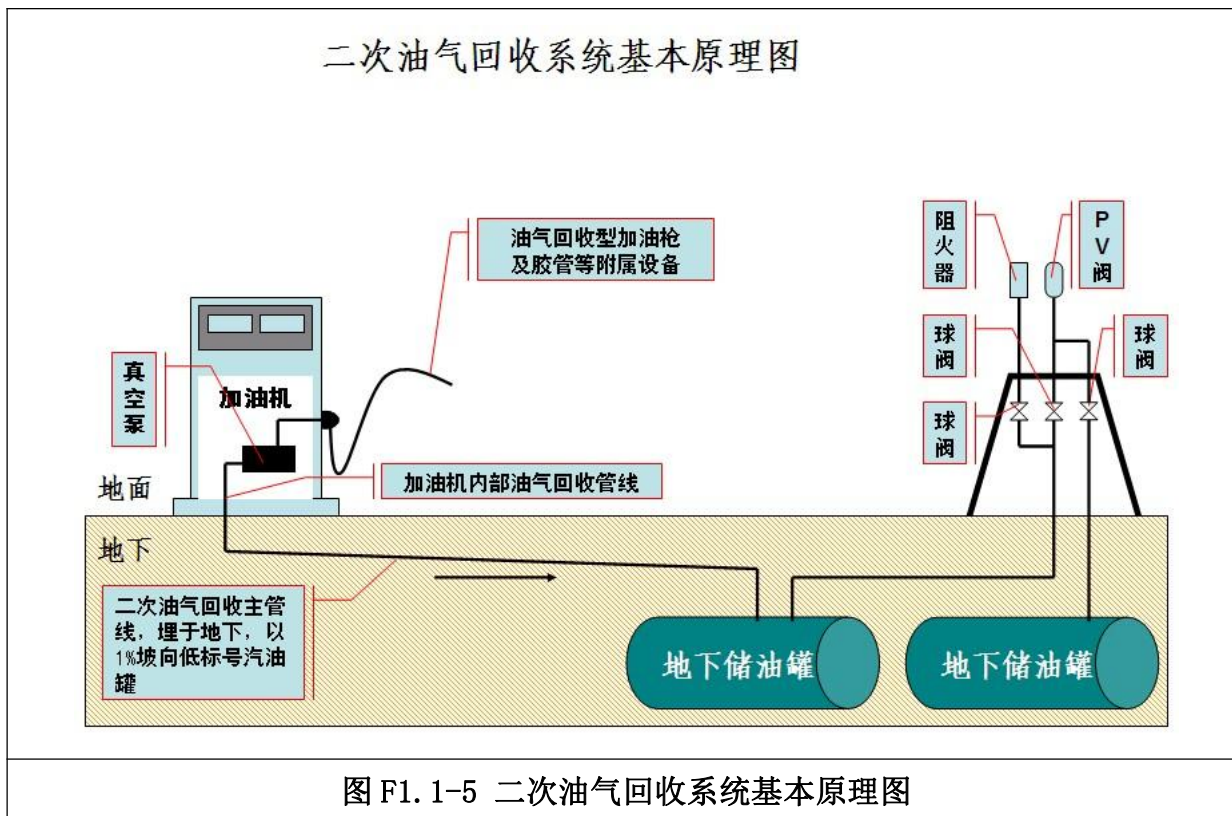 二次油气回收系统基本原理图
油气回收型加油枪
及胶管等附属设备
阻
火
器
P
V
阀
球
阀
球
阀
真
空
泵
加油机
球
阀
地面
加油机内部油气回收管线
地下
二次油气回收主管
线，埋于地下，以
1%坡向低标号汽油
罐
地下储油罐
地下储油罐
图 F1.1-5 二次油气回收系统基本原理图